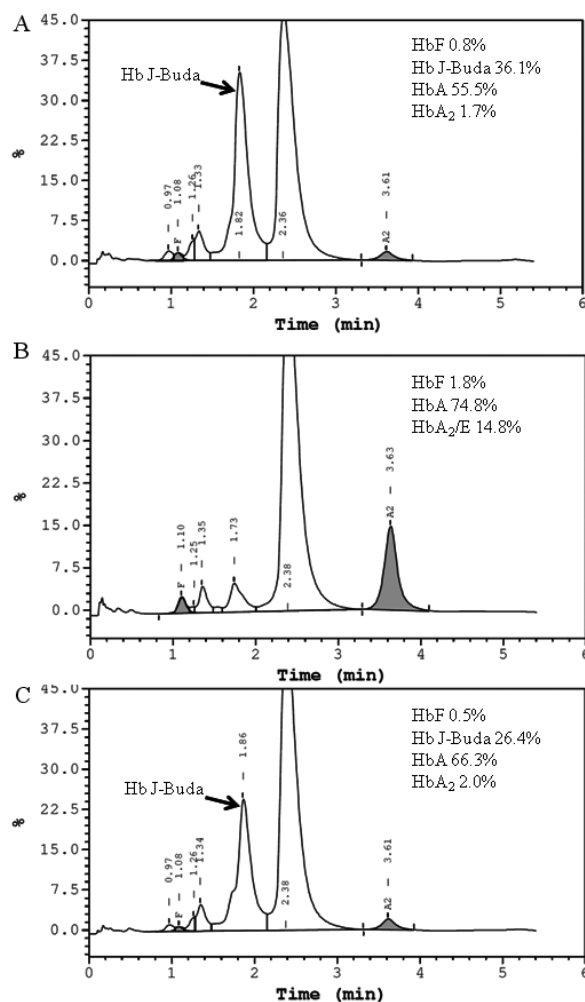 A
45.0
37.5
30.0
22.5
15.0
7.5
0.0
%
Hb J-Buda
0.97
F 1.08
1.26
1.33
1.82
2.36
A2 3.61
HbF 0.8%
Hb J-Buda 36.1%
HbA 55.5%
HbA2 1.7%
0 1 2 3 4 5 6
Time (min)
B
45.0
37.5
30.0
22.5
15.0
7.5
0.0
%
F 1.10
1.25
1.35
1.73
2.38
A2 3.63
HbF 1.8%
HbA 74.8%
HbA2/E 14.8%
0 1 2 3 4 5 6
Time (min)
C
45.0
37.5
30.0
22.5
15.0
7.5
0.0
%
Hb J-Buda
0.97
F 1.08
1.26
1.34
1.86
2.38
A2 3.61
HbF 0.5%
Hb J-Buda 26.4%
HbA 66.3%
HbA2 2.0%
0 1 2 3 4 5 6
Time (min)